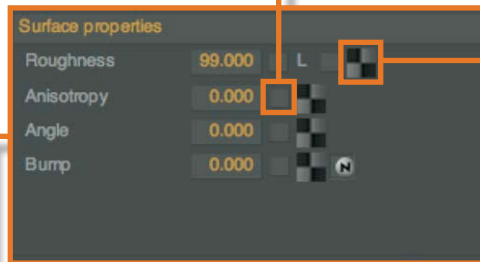 Surface properties
Roughness 99.000 L
Anisotropy 0.000
Angle 0.000
Bump 0.000 N